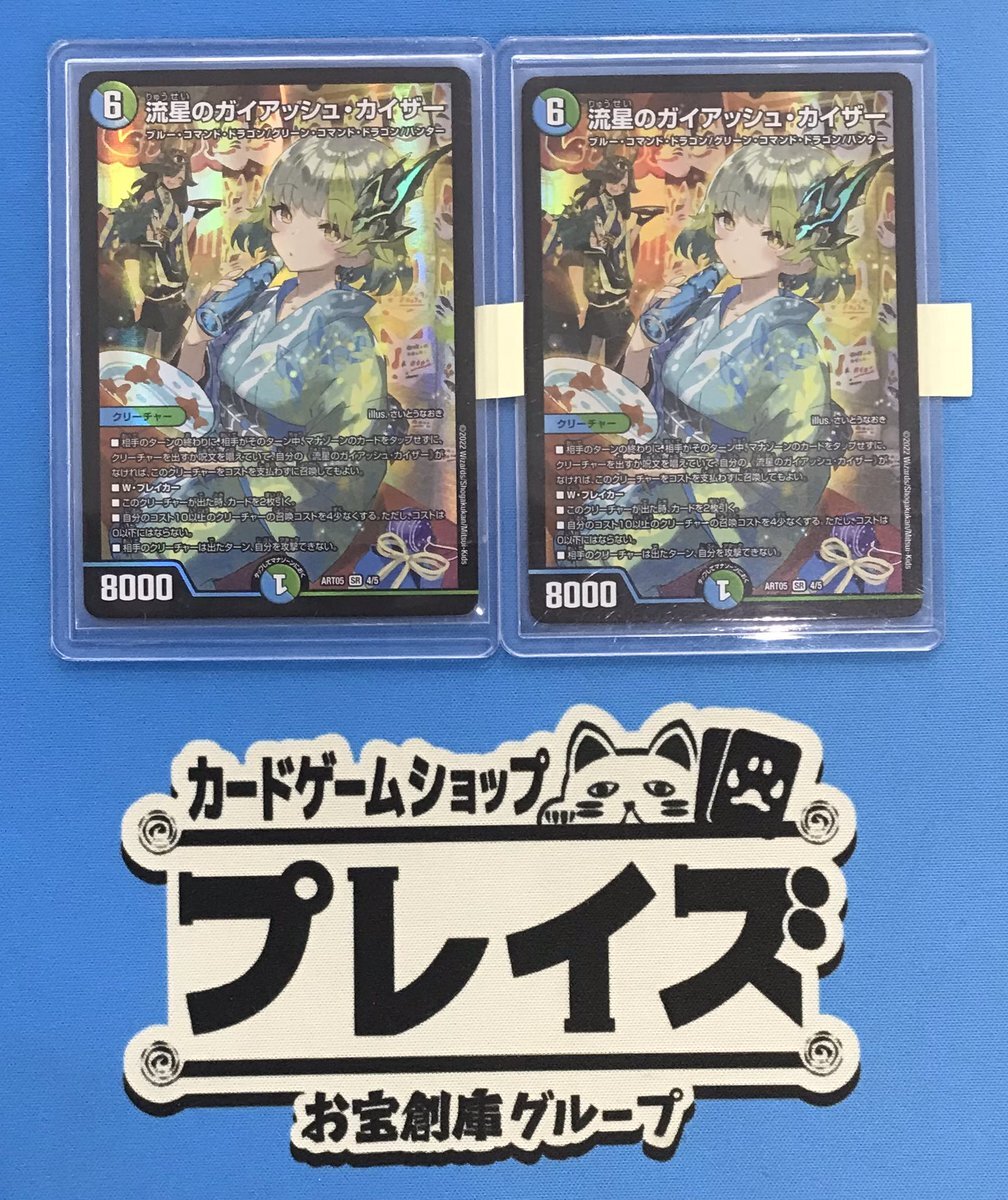 6
りゅうせい
流星のガイアッシュ・カイザー
ブルー・コマンド・ドラゴン/グリーン・コマンド・ドラゴン/ハンター
クリーチャー
illus. さいとうなおき
■相手のターンの終わりに、相手がそのターン中、マナゾーンのカードをタップせずに、
クリーチャーを出すか呪文を唱えていて、自分の《流星のガイアッシュ・カイザー》が
なければ、このクリーチャーをコストを支払わずに召喚してもよい。
■W・ブレイカー
■このクリーチャーが出た時、カードを2枚引く。
■自分のコスト10以上のクリーチャーの召喚コストを4少なくする。ただし、コストは
0以下にはならない。
■相手のクリーチャーは出たターン、自分を攻撃できない。
8000
タップしてマナゾーンにおく
1
ART05 SR 4/5
©2022 Wizards/Shogakukan/Mitsui-Kids
6
りゅうせい
流星のガイアッシュ・カイザー
ブルー・コマンド・ドラゴン/グリーン・コマンド・ドラゴン/ハンター
クリーチャー
illus. さいとうなおき
■相手のターンの終わりに、相手がそのターン中、マナゾーンのカードをタップせずに、
クリーチャーを出すか呪文を唱えていて、自分の《流星のガイアッシュ・カイザー》が
なければ、このクリーチャーをコストを支払わずに召喚してもよい。
■W・ブレイカー
■このクリーチャーが出た時、カードを2枚引く。
■自分のコスト10以上のクリーチャーの召喚コストを4少なくする。ただし、コストは
0以下にはならない。
■相手のクリーチャーは出たターン、自分を攻撃できない。
8000
タップしてマナゾーンにおく
1
ART05 SR 4/5
©2022 Wizards/Shogakukan/Mitsui-Kids
カードゲームショップ
プレイズ
お宝創庫グループ